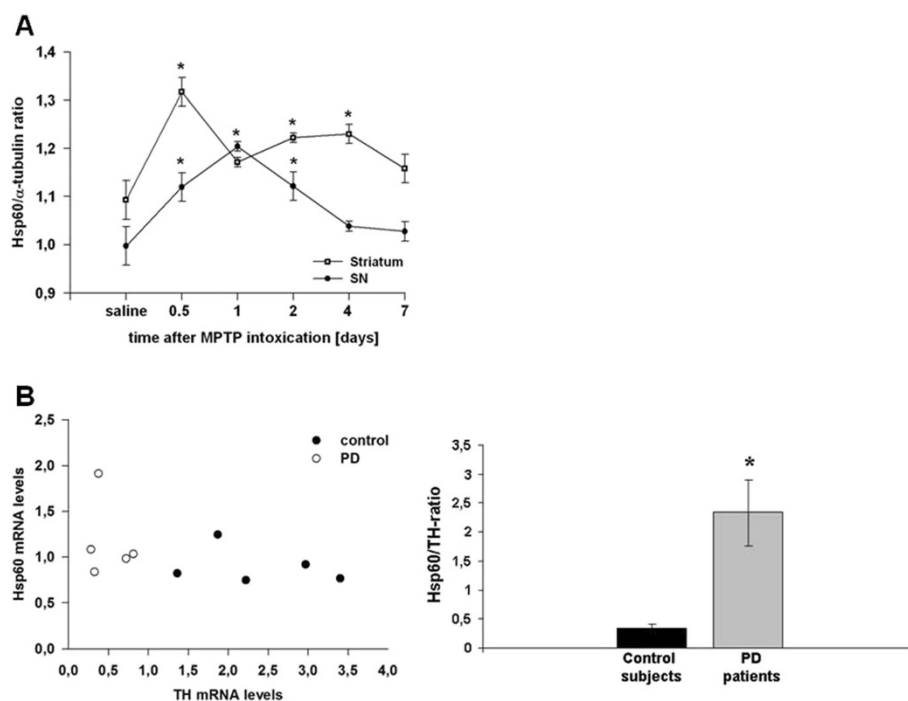 A
Hsp60/α-tubulin ratio
1,4
1,3
1,2
1,1
1,0
0,9
*
*
*
*
*
*
Striatum
SN
saline 0.5 1 2 4 7
time after MPTP intoxication [days]
B
Hsp60 mRNA levels
2,5
2,0
1,5
1,0
0,5
0,0
control
PD
0,0 0,5 1,0 1,5 2,0 2,5 3,0 3,5 4,0
TH mRNA levels
Hsp60/TH-ratio
3,5
3
2,5
2
1,5
1
0,5
0
*
Control subjects
PD patients